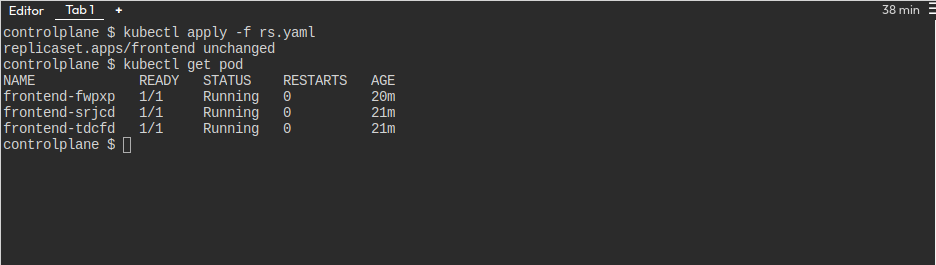 Editor Tab 1 + 38 min
controlplane $ kubectl apply -f rs.yaml
replicaset.apps/frontend unchanged
controlplane $ kubectl get pod
NAME READY STATUS RESTARTS AGE
frontend-fwpxp 1/1 Running 0 20m
frontend-srjcd 1/1 Running 0 21m
frontend-tdcfd 1/1 Running 0 21m
controlplane $